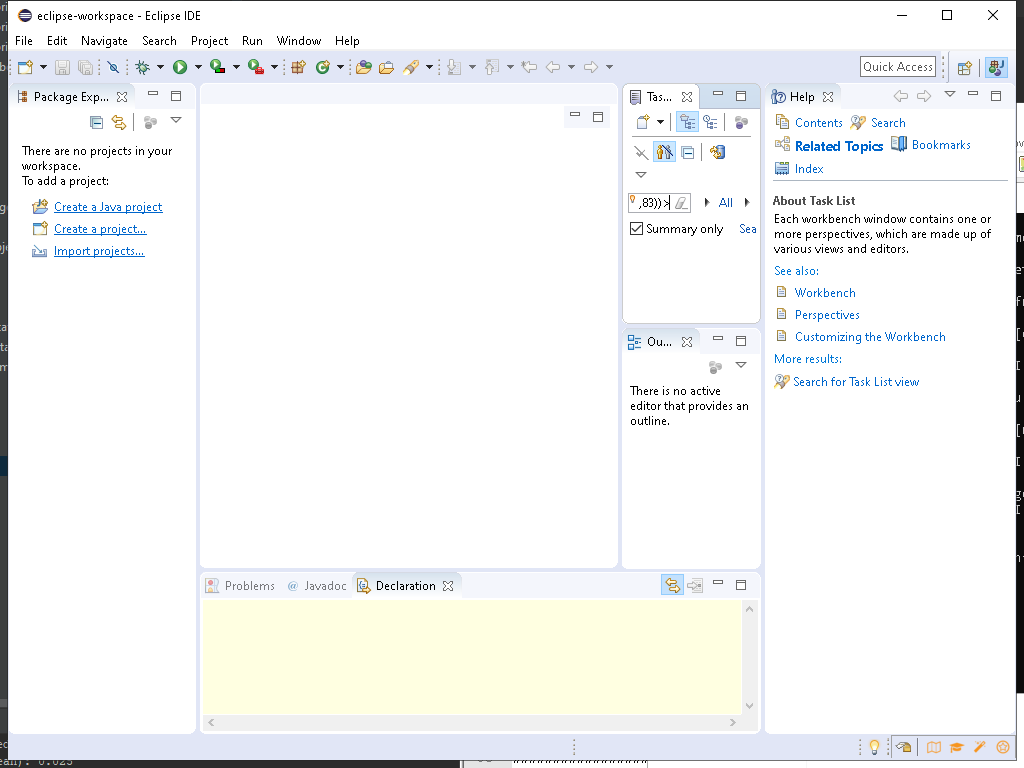 eclipse-workspace - Eclipse IDE
File Edit Navigate Search Project Run Window Help
Quick Access
Package Exp...
There are no projects in your
workspace.
To add a project:
Create a Java project
Create a project...
Import projects...
Tas...
,83))>
All
Summary only
Sea
Ou...
There is no active
editor that provides an
outline.
Help
Contents Search
Related Topics Bookmarks
Index
About Task List
Each workbench window contains one or
more perspectives, which are made up of
various views and editors.
See also:
Workbench
Perspectives
Customizing the Workbench
More results:
Search for Task List view
Problems @ Javadoc Declaration